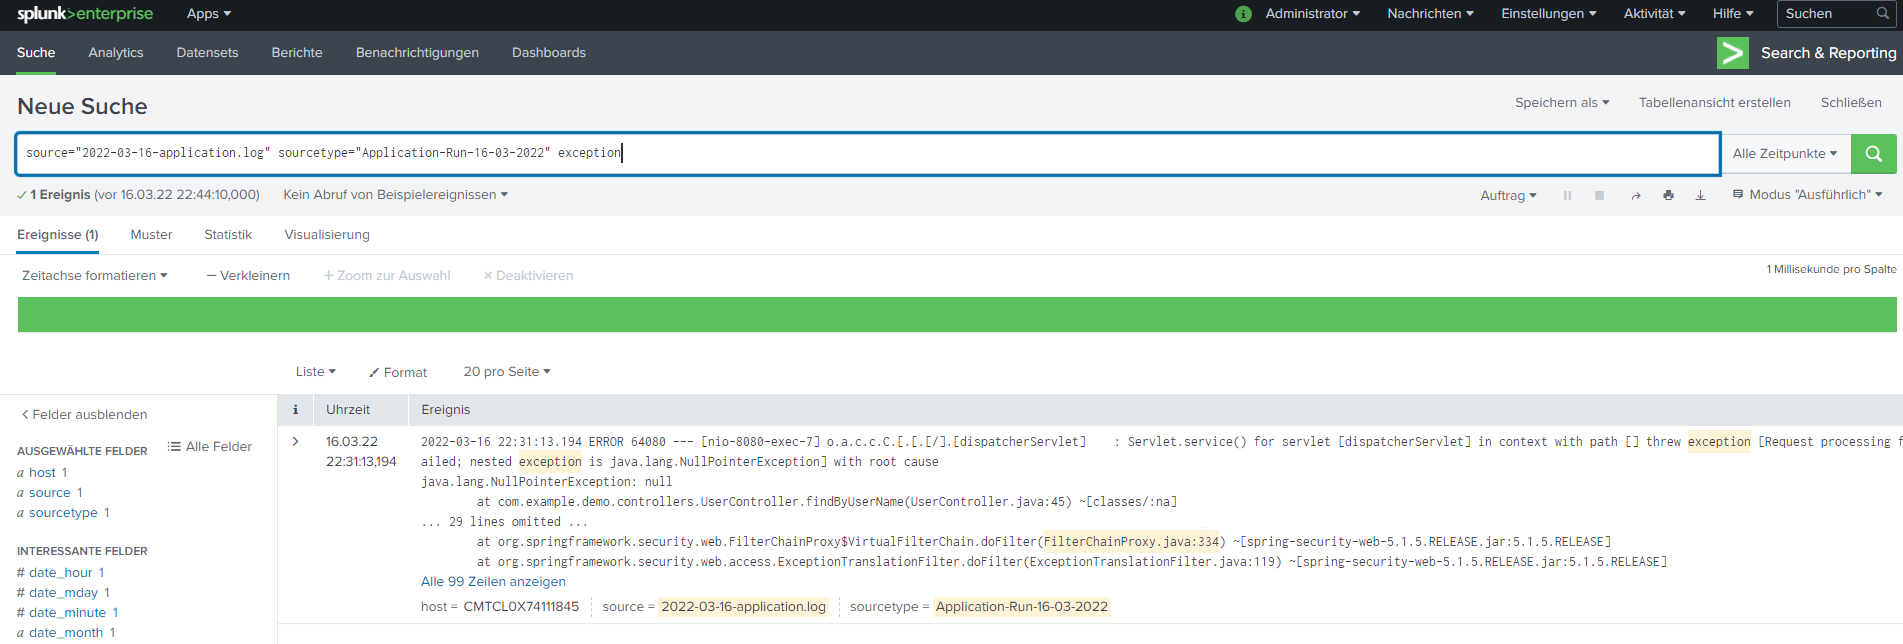 splunk>enterprise Apps Administrator Nachrichten Einstellungen Aktivität Hilfe Suchen
Suche Analytics Datensets Berichte Benachrichtigungen Dashboards Search & Reporting
Neue Suche Speichern als Tabellenansicht erstellen Schließen
source="2022-03-16-application.log" sourcetype="Application-Run-16-03-2022" exception Alle Zeitpunkte
1 Ereignis (vor 16.03.22 22:44:10,000) Kein Abruf von Beispielereignissen Auftrag Modus "Ausführlich"
Ereignisse (1) Muster Statistik Visualisierung
Zeitachse formatieren — Verkleinern + Zoom zur Auswahl × Deaktivieren 1 Millisekunde pro Spalte
Liste Format 20 pro Seite
< Felder ausblenden
AUSGEWÄHLTE FELDER Alle Felder
a host 1
a source 1
a sourcetype 1
INTERESSANTE FELDER
# date_hour 1
# date_mday 1
# date_minute 1
a date_month 1
i Uhrzeit Ereignis
> 16.03.22
22:31:13,194
2022-03-16 22:31:13.194 ERROR 64080 --- [nio-8080-exec-7] o.a.c.c.C.[.[.[/].[dispatcherServlet] : Servlet.service() for servlet [dispatcherServlet] in context with path [] threw exception [Request processing f
ailed; nested exception is java.lang.NullPointerException] with root cause
java.lang.NullPointerException: null
at com.example.demo.controllers.UserController.findByUserName(UserController.java:45) ~[classes/:na]
... 29 lines omitted ...
at org.springframework.security.web.FilterChainProxy$VirtualFilterChain.doFilter(FilterChainProxy.java:334) ~[spring-security-web-5.1.5.RELEASE.jar:5.1.5.RELEASE]
at org.springframework.security.web.access.ExceptionTranslationFilter.doFilter(ExceptionTranslationFilter.java:119) ~[spring-security-web-5.1.5.RELEASE.jar:5.1.5.RELEASE]
Alle 99 Zeilen anzeigen
host = CMTCL0X74111845 source = 2022-03-16-application.log sourcetype = Application-Run-16-03-2022